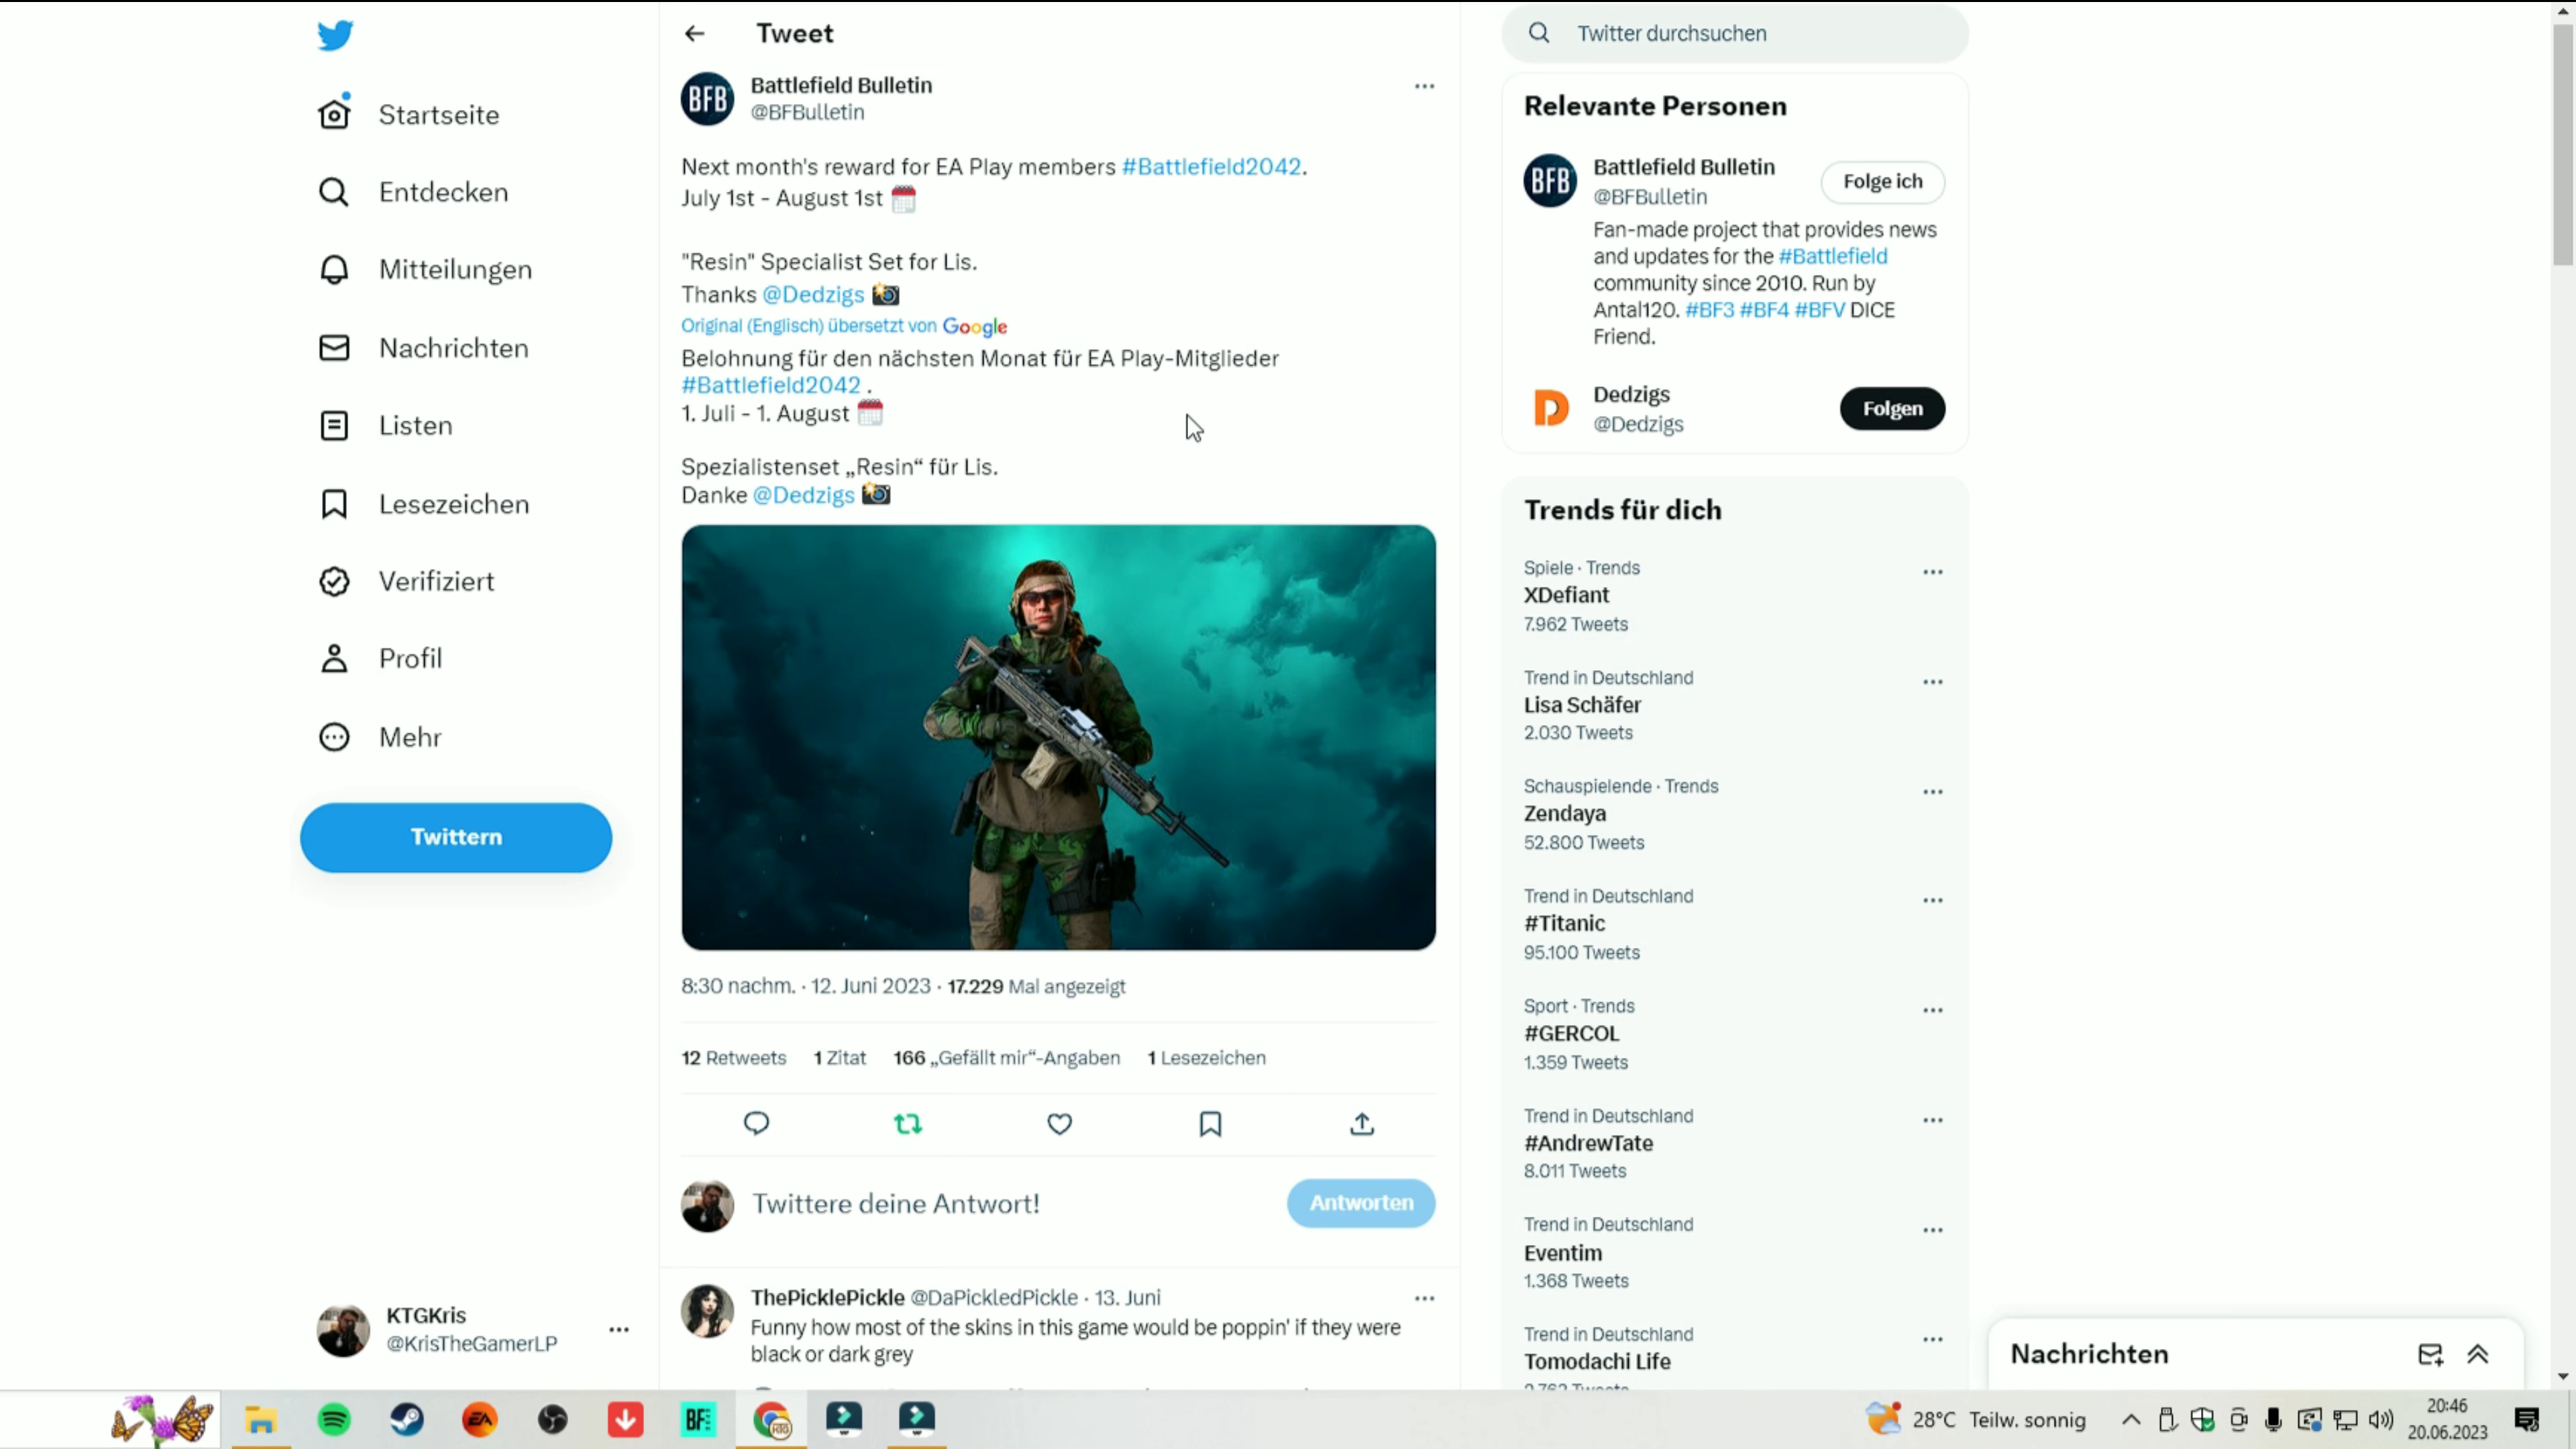 Tweet
Twitter durchsuchen
Startseite
Entdecken
Mitteilungen
Nachrichten
Listen
Lesezeichen
Verifiziert
Profil
Mehr
Twittern
KTGKris
@KrisTheGamerLP
BFB
Battlefield Bulletin
@BFBulletin
Next month's reward for EA Play members #Battlefield2042.
July 1st - August 1st
"Resin" Specialist Set for Lis.
Thanks @Dedzigs
Original (Englisch) übersetzt von Google
Belohnung für den nächsten Monat für EA Play-Mitglieder
#Battlefield2042 .
1. Juli - 1. August
Spezialistenset „Resin“ für Lis.
Danke @Dedzigs
8:30 nachm. · 12. Juni 2023 · 17.229 Mal angezeigt
12 Retweets 1 Zitat 166 „Gefällt mir“-Angaben 1 Lesezeichen
Twittere deine Antwort!
Antworten
ThePicklePickle @DaPickledPickle · 13. Juni
Funny how most of the skins in this game would be poppin' if they were
black or dark grey
Relevante Personen
BFB
Battlefield Bulletin
@BFBulletin
Folge ich
Fan-made project that provides news
and updates for the #Battlefield
community since 2010. Run by
Antal120. #BF3 #BF4 #BFV DICE
Friend.
Dedzigs
@Dedzigs
Folgen
Trends für dich
Spiele · Trends
XDefiant
7.962 Tweets
Trend in Deutschland
Lisa Schäfer
2.030 Tweets
Schauspielende · Trends
Zendaya
52.800 Tweets
Trend in Deutschland
#Titanic
95.100 Tweets
Sport · Trends
#GERCOL
1.359 Tweets
Trend in Deutschland
#AndrewTate
8.011 Tweets
Trend in Deutschland
Eventim
1.368 Tweets
Trend in Deutschland
Tomodachi Life
Nachrichten
EA
BF
28°C Teilw. sonnig
20:46
20.06.2023